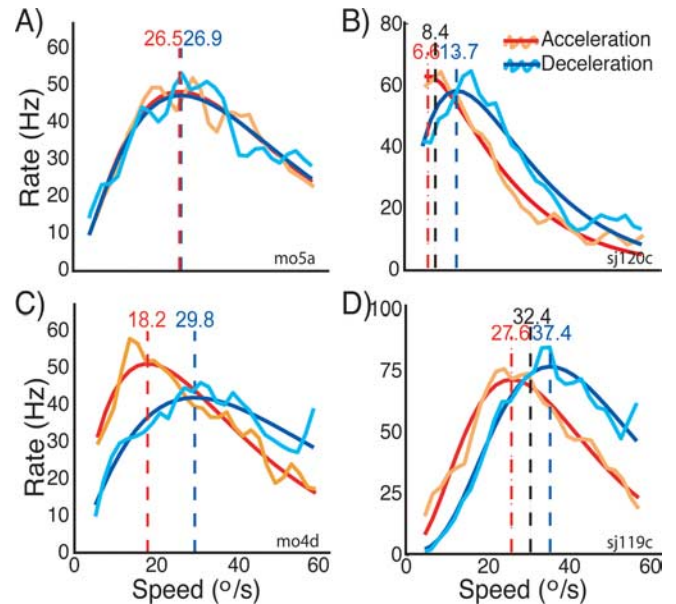 A)
26.5 26.9
60
50
40
30
20
10
0
Rate (Hz)
mo5a
B)
80
60
40
20
0
8.4
6.6 13.7
Acceleration
Deceleration
sj120c
C)
18.2 29.8
60
50
40
30
20
10
0
Rate (Hz)
mo4d
0 20 40 60
Speed (°/s)
D)
100
75
50
25
0
32.4
27.6 37.4
sj119c
0 20 40 60
Speed (°/s)